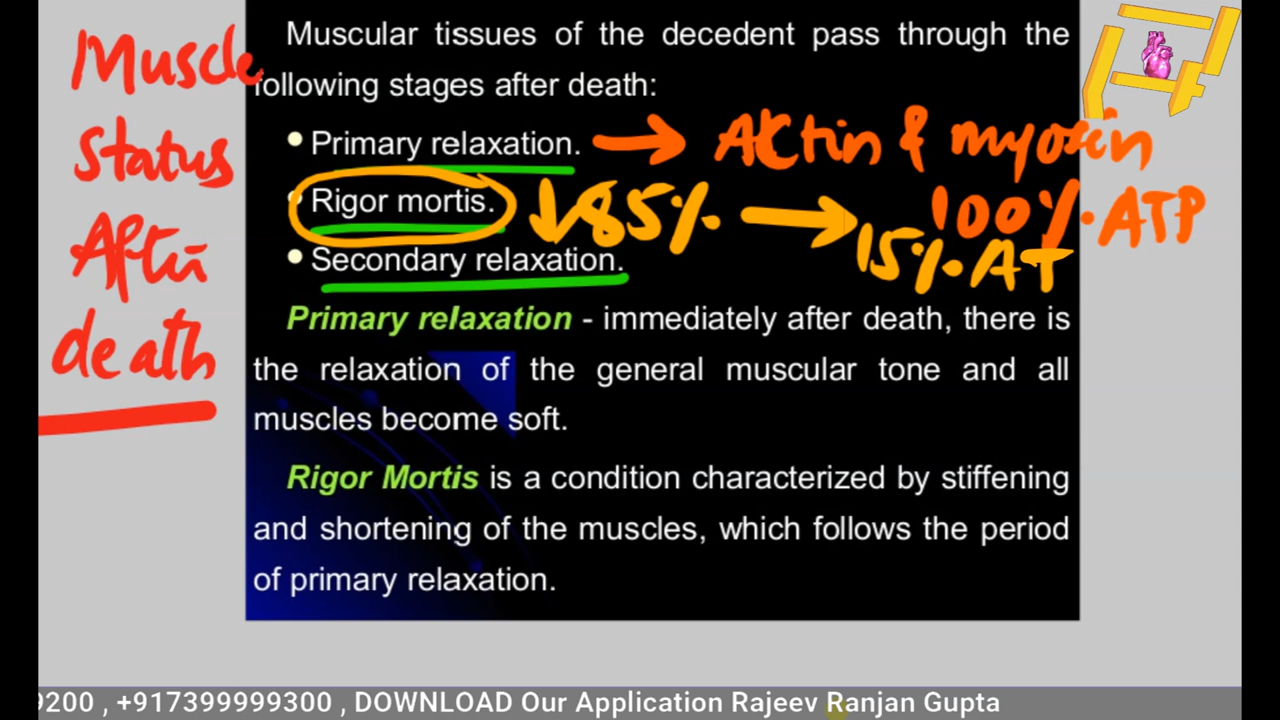 Muscle
Status
After
death
Muscular tissues of the decedent pass through the
following stages after death:
• Primary relaxation. → Actin & myosin
100% ATP
• Rigor mortis. ↓85% → 15% AT
• Secondary relaxation.
Primary relaxation - immediately after death, there is
the relaxation of the general muscular tone and all
muscles become soft.
Rigor Mortis is a condition characterized by stiffening
and shortening of the muscles, which follows the period
of primary relaxation.
9200 , +917399999300 , DOWNLOAD Our Application Rajeev Ranjan Gupta